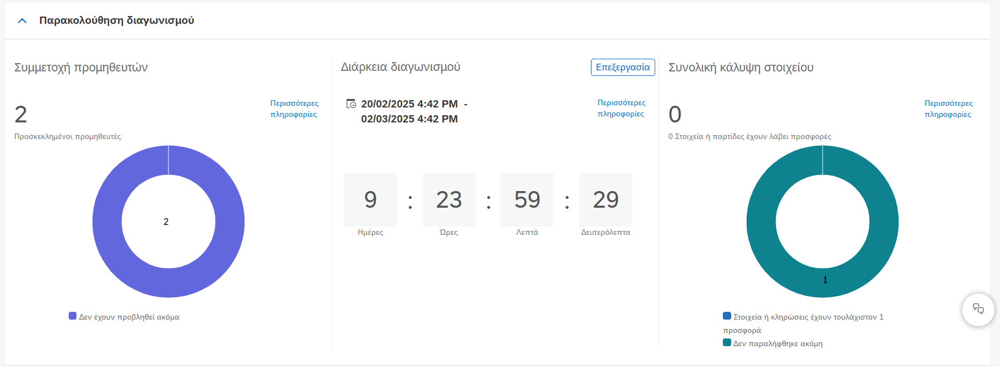 Παρακολούθηση διαγωνισμού
Συμμετοχή προμηθευτών
2
Περισσότερες
πληροφορίες
Προσκεκλημένοι προμηθευτές
2
Δεν έχουν προβληθεί ακόμα
Διάρκεια διαγωνισμού
Επεξεργασία
20/02/2025 4:42 PM -
02/03/2025 4:42 PM
Περισσότερες
πληροφορίες
9 : 23 : 59 : 29
Ημέρες Ώρες Λεπτά Δευτερόλεπτα
Συνολική κάλυψη στοιχείου
0
Περισσότερες
πληροφορίες
0 Στοιχεία ή παρτίδες έχουν λάβει προσφορές
1
Στοιχεία ή κληρώσεις έχουν τουλάχιστον 1
προσφορά
Δεν παραλήφθηκε ακόμη